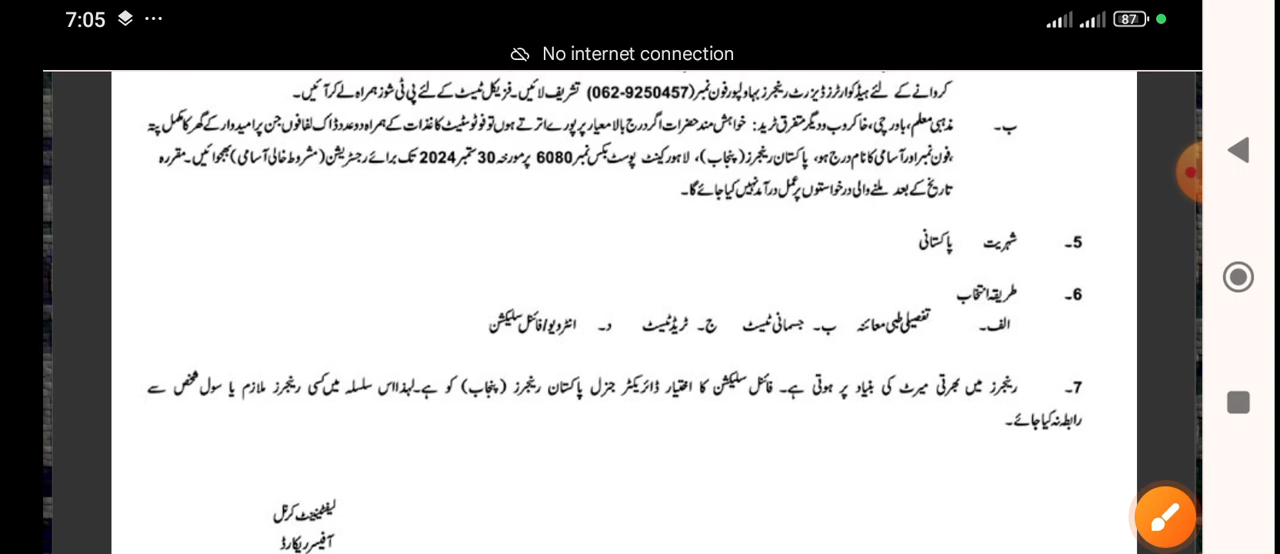 7:05 ... 87
No internet connection
کروانے کے لئے ہیڈ کوارٹرز ڈیزرٹ رینجرز بہاولپور فون نمبر (062-9250457) تشریف لائیں۔ فزیکل ٹیسٹ کے لئے پی ٹی شوز ہمراہ لے کر آئیں۔
ب۔ مذہبی معلم، باورچی، خاکروب و دیگر متفرق ٹریڈ: خواہش مند حضرات اگر درج بالا معیار پر پورے اترتے ہوں تو فوٹو سٹیٹ کاغذات کے ہمراہ دو عدد ڈاک لفافوں جن پر امیدوار کے گھر کا مکمل پتہ
،فون نمبر اور آسامی کا نام درج ہو، پاکستان رینجرز (پنجاب)، لاہور کینٹ پوسٹ بکس نمبر 6080 پر مورخہ 30 ستمبر 2024 تک برائے رجسٹریشن (مشروط خالی آسامی) بھجوائیں۔ مقررہ
تاریخ کے بعد ملنے والی درخواستوں پر عمل درآمد نہیں کیا جائے گا۔
5۔ شہریت پاکستانی
6۔ طریقہ انتخاب
الف۔ تفصیلی طبی معائنہ ب۔ جسمانی ٹیسٹ ج۔ ٹریڈ ٹیسٹ د۔ انٹرویو/فائنل سلیکشن
7۔ رینجرز میں بھرتی میرٹ کی بنیاد پر ہوتی ہے۔ فائنل سلیکشن کا اختیار ڈائریکٹر جنرل پاکستان رینجرز (پنجاب) کو ہے۔ لہذا اس سلسلہ میں کسی رینجرز ملازم یا سول شخص سے
رابطہ نہ کیا جائے۔
لیفٹیننٹ کرنل
آفیسر ریکارڈ